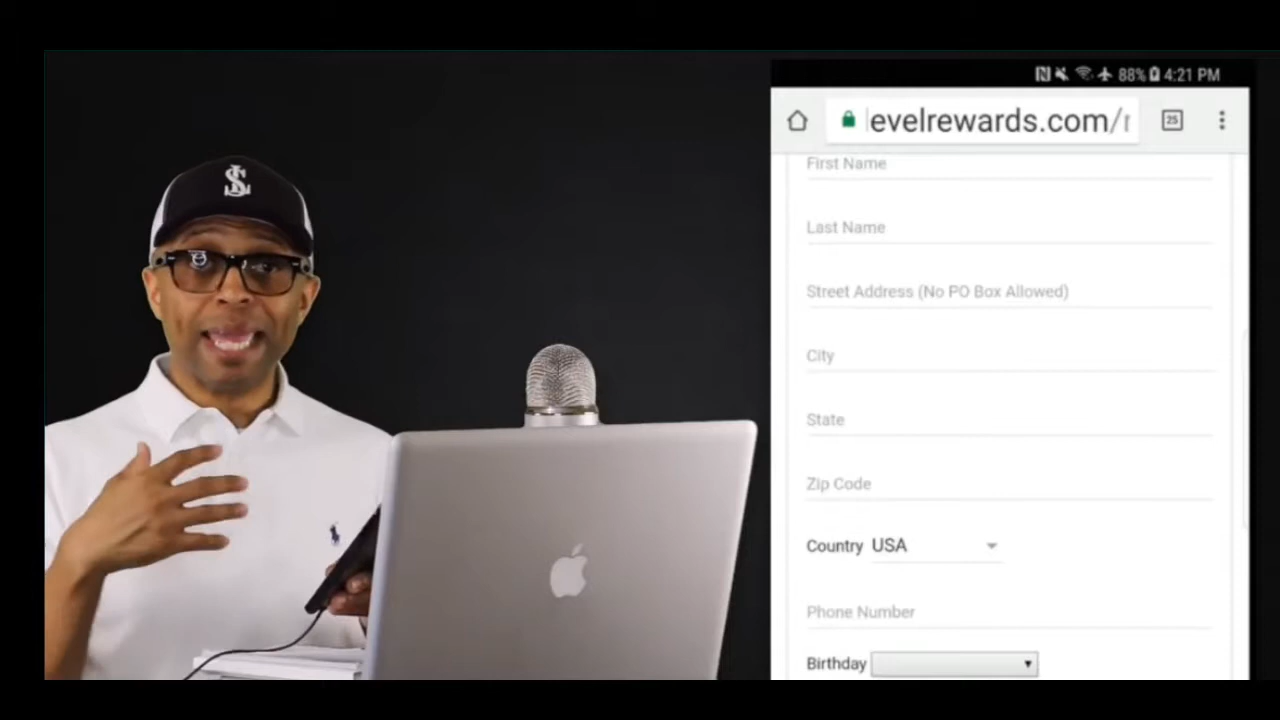 88% 4:21 PM
evelrewards.com/r
25
First Name
Last Name
Street Address (No PO Box Allowed)
City
State
Zip Code
Country USA
Phone Number
Birthday